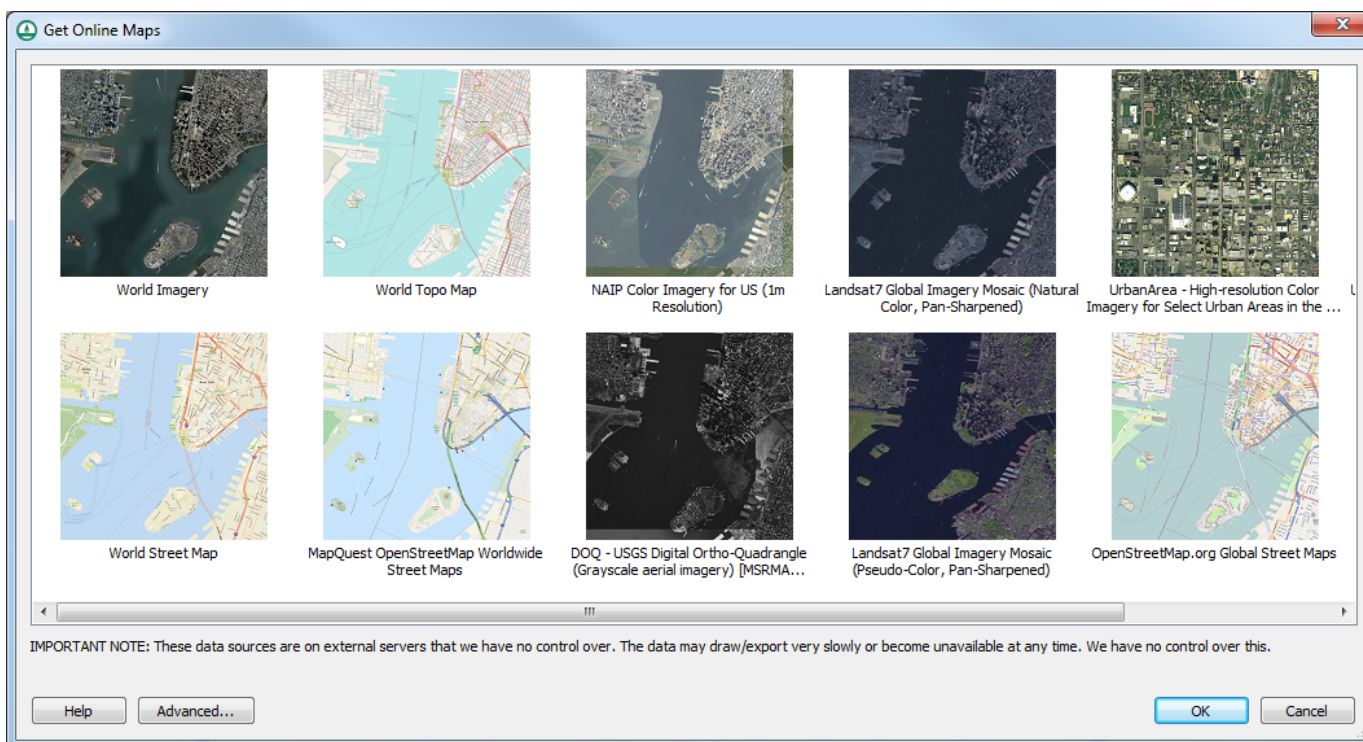 Get Online Maps
World Imagery
World Topo Map
NAIP Color Imagery for US (1m
Resolution)
Landsat7 Global Imagery Mosaic (Natural
Color, Pan-Sharpened)
UrbanArea - High-resolution Color
Imagery for Select Urban Areas in the ...
World Street Map
MapQuest OpenStreetMap Worldwide
Street Maps
DOQ - USGS Digital Ortho-Quadrangle
(Grayscale aerial imagery) [MSRMA...
Landsat7 Global Imagery Mosaic
(Pseudo-Color, Pan-Sharpened)
OpenStreetMap.org Global Street Maps
IMPORTANT NOTE: These data sources are on external servers that we have no control over. The data may draw/export very slowly or become unavailable at any time. We have no control over this.
Help
Advanced...
OK
Cancel